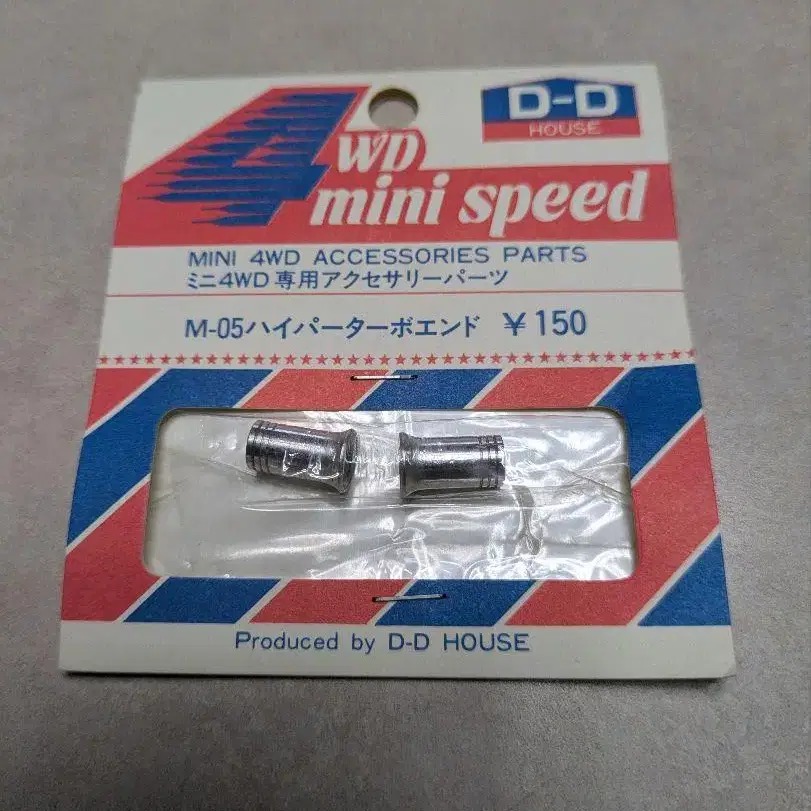 D-D
HOUSE
4WD
mini speed
MINI 4WD ACCESSORIES PARTS
ミニ4WD専用アクセサリーパーツ
M-05ハイパーターボエンド ￥150
Produced by D-D HOUSE